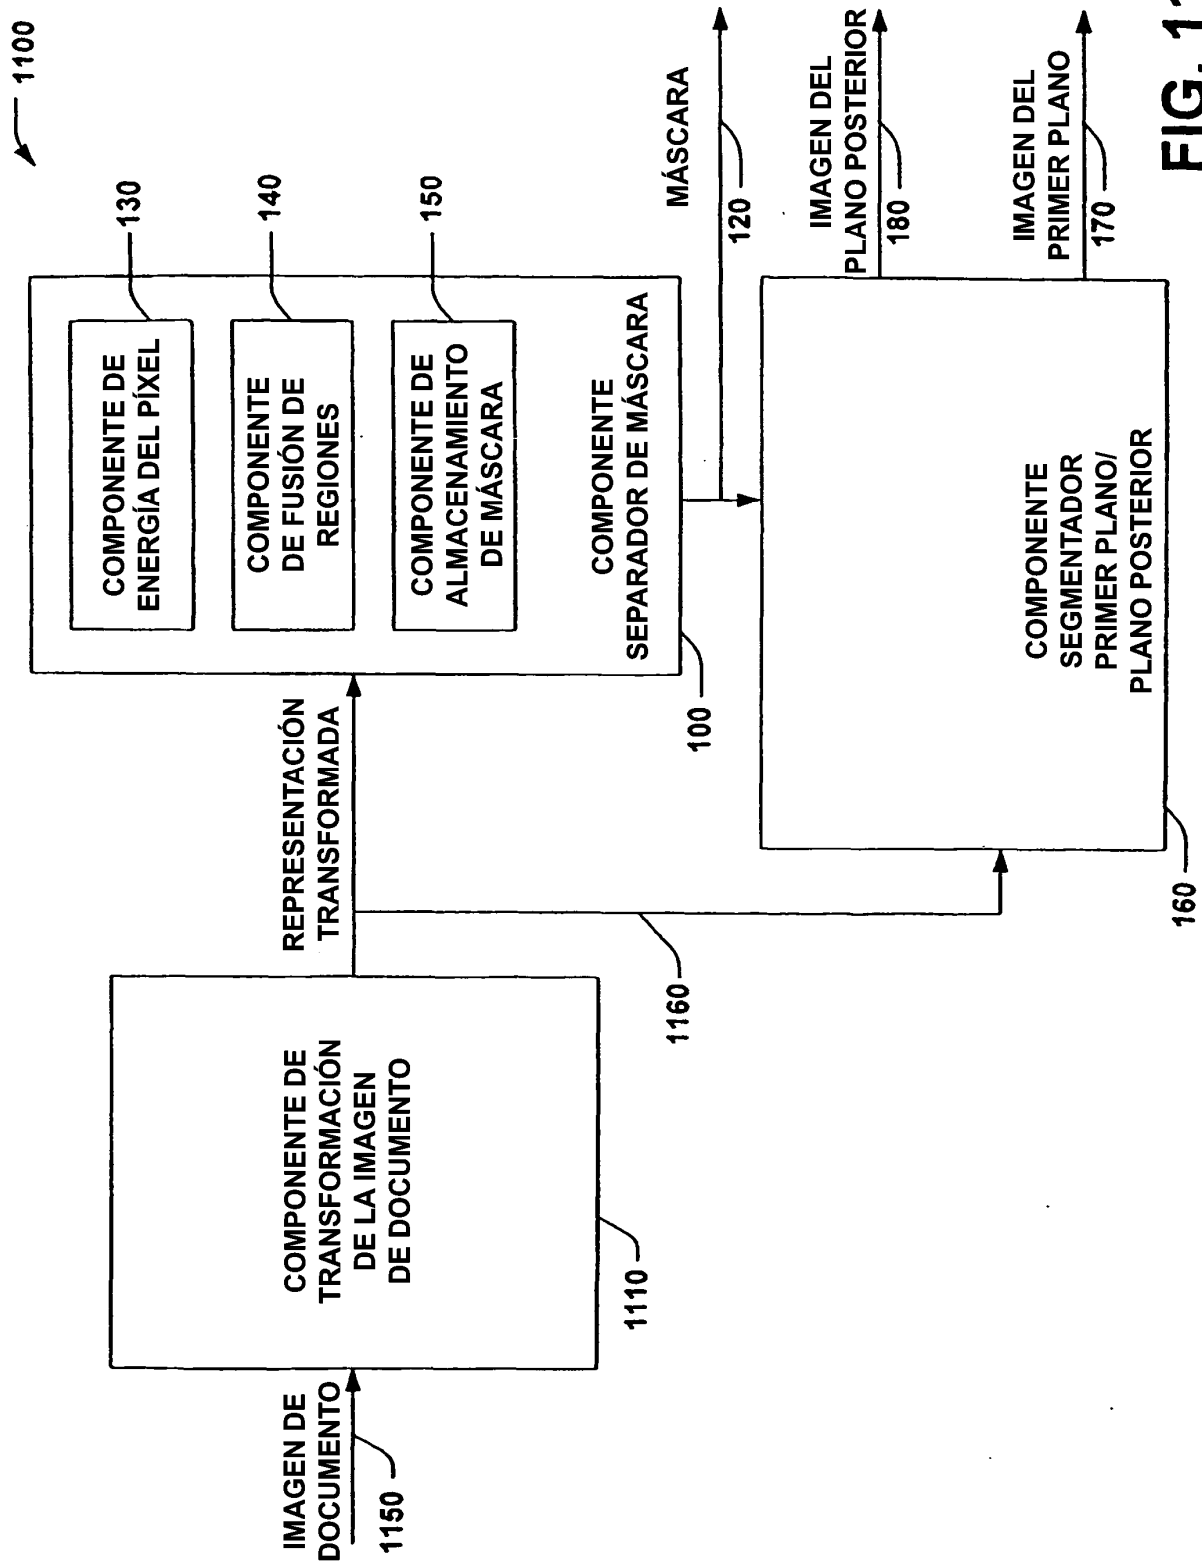 1100
IMAGEN DE
DOCUMENTO
1150
COMPONENTE DE
TRANSFORMACIÓN
DE LA IMAGEN
DE DOCUMENTO
1110
REPRESENTACIÓN
TRANSFORMADA
1160
COMPONENTE DE
ENERGÍA DEL PÍXEL
130
COMPONENTE
DE FUSIÓN DE
REGIONES
140
COMPONENTE DE
ALMACENAMIENTO
DE MÁSCARA
150
COMPONENTE
SEPARADOR DE MÁSCARA
100
MÁSCARA
120
COMPONENTE
SEGMENTADOR
PRIMER PLANO/
PLANO POSTERIOR
160
IMAGEN DEL
PLANO POSTERIOR
180
IMAGEN DEL
PRIMER PLANO
170
FIG. 11